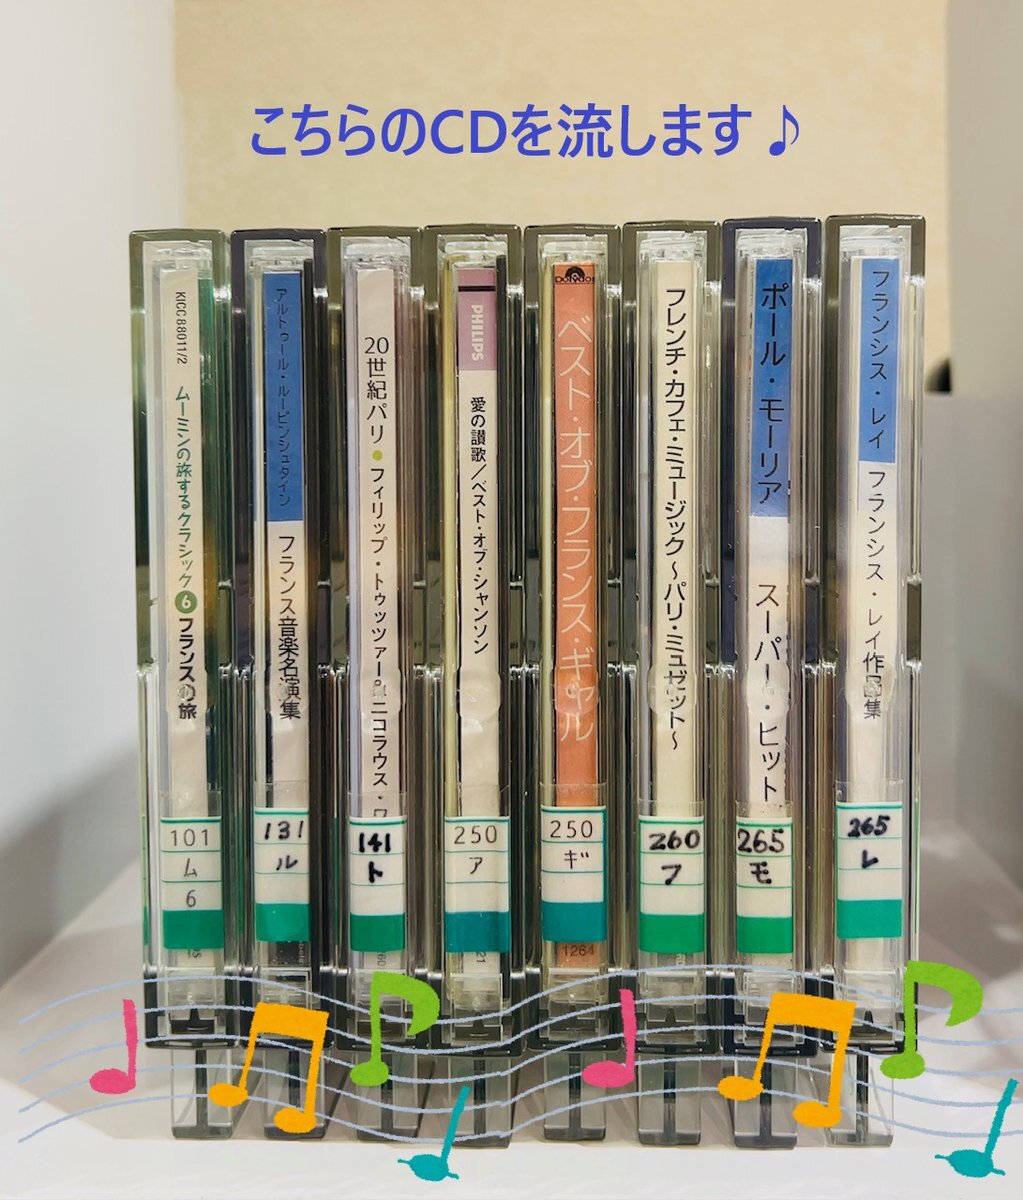 こちらのCDを流します♪
KICC 88011/2 ムーミンの旅するクラシック6 フランスの旅
101
ム
6
アルトゥール・ルービンシュタイン フランス音楽名演集
131
ル
20世紀パリ●フィリップ・トゥッツァー&ニコラウス・
141
ト
PHILIPS 愛の讃歌/ベスト・オブ・シャンソン
250
ア
21
Polydor ベスト・オブ・フランス・ギャル
250
ギ
1264
フレンチ・カフェ・ミュージック〜パリ・ミュゼット〜
260
フ
ポール・モーリア スーパー・ヒット
265
モ
フランシス・レイ フランシス・レイ作品集
265
レ